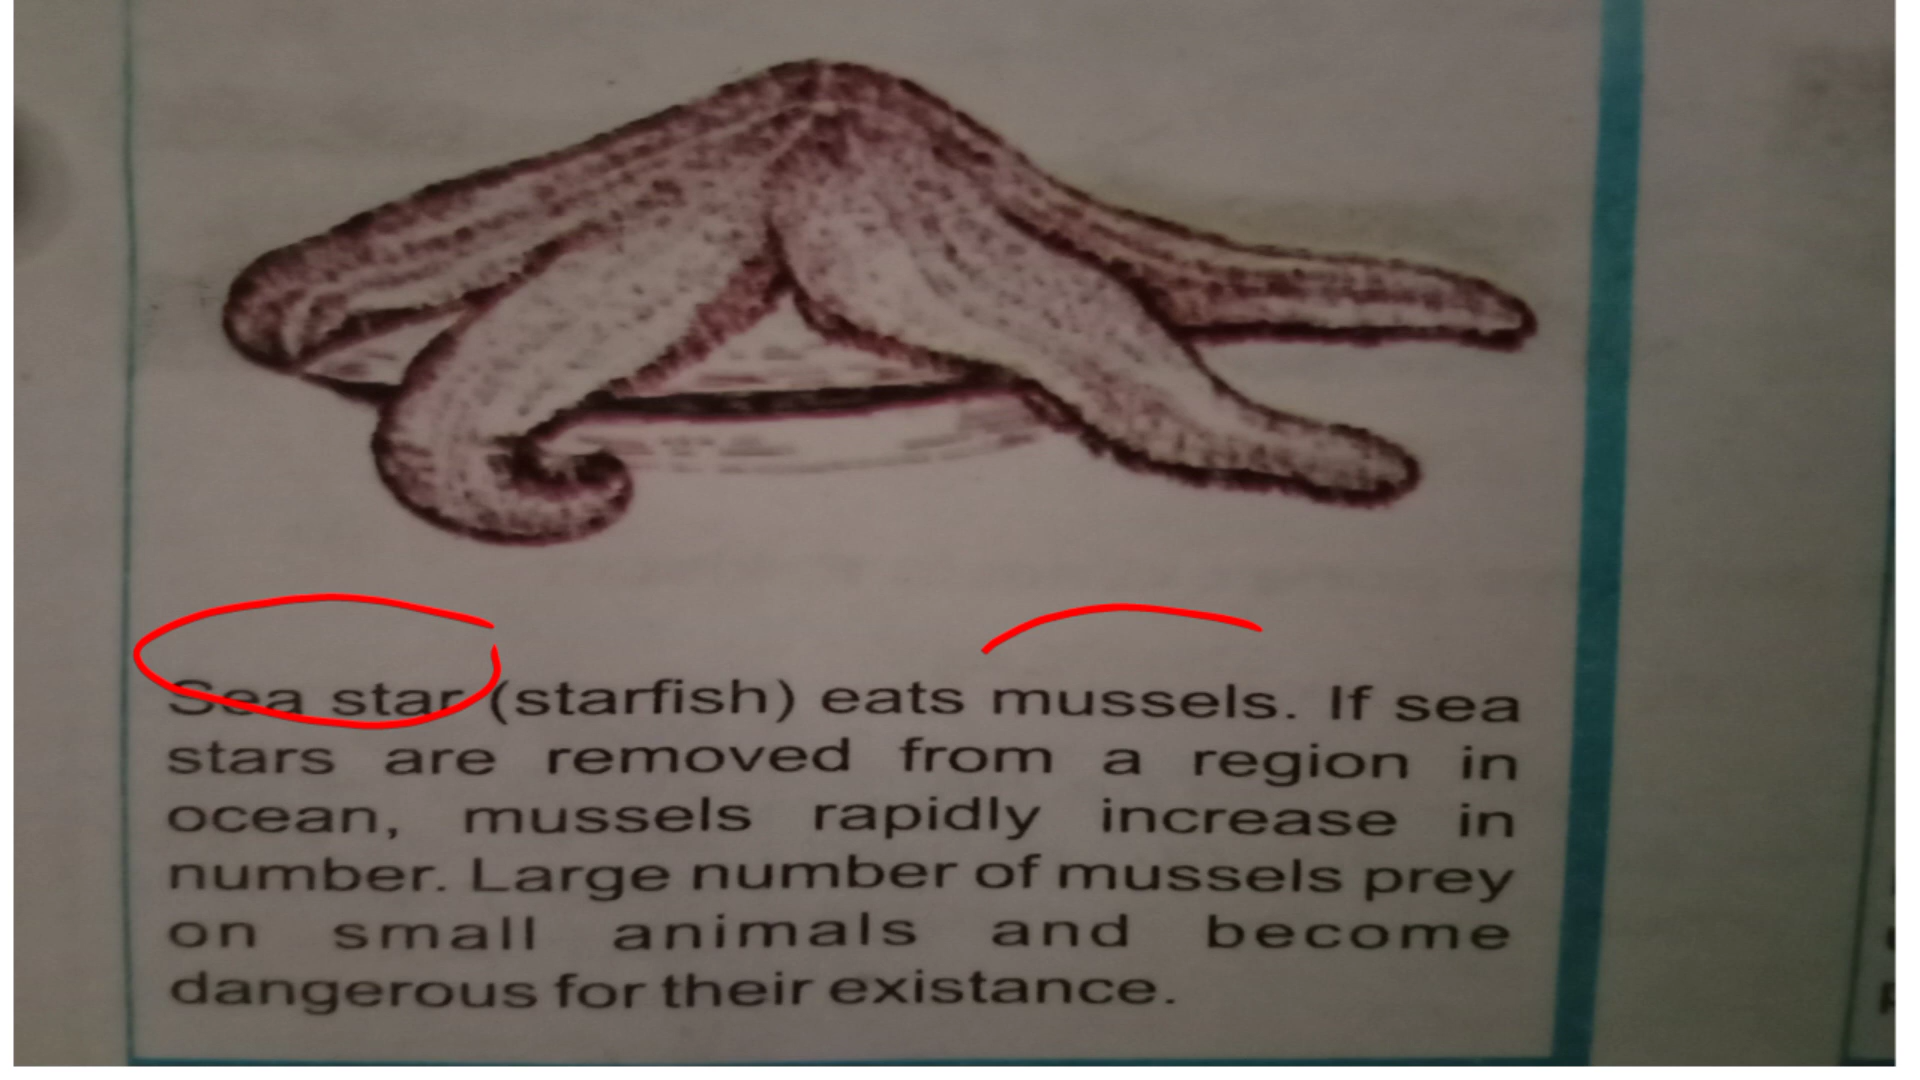 Sea star (starfish) eats mussels. If sea
stars are removed from a region in
ocean, mussels rapidly increase in
number. Large number of mussels prey
on small animals and become
dangerous for their existance.